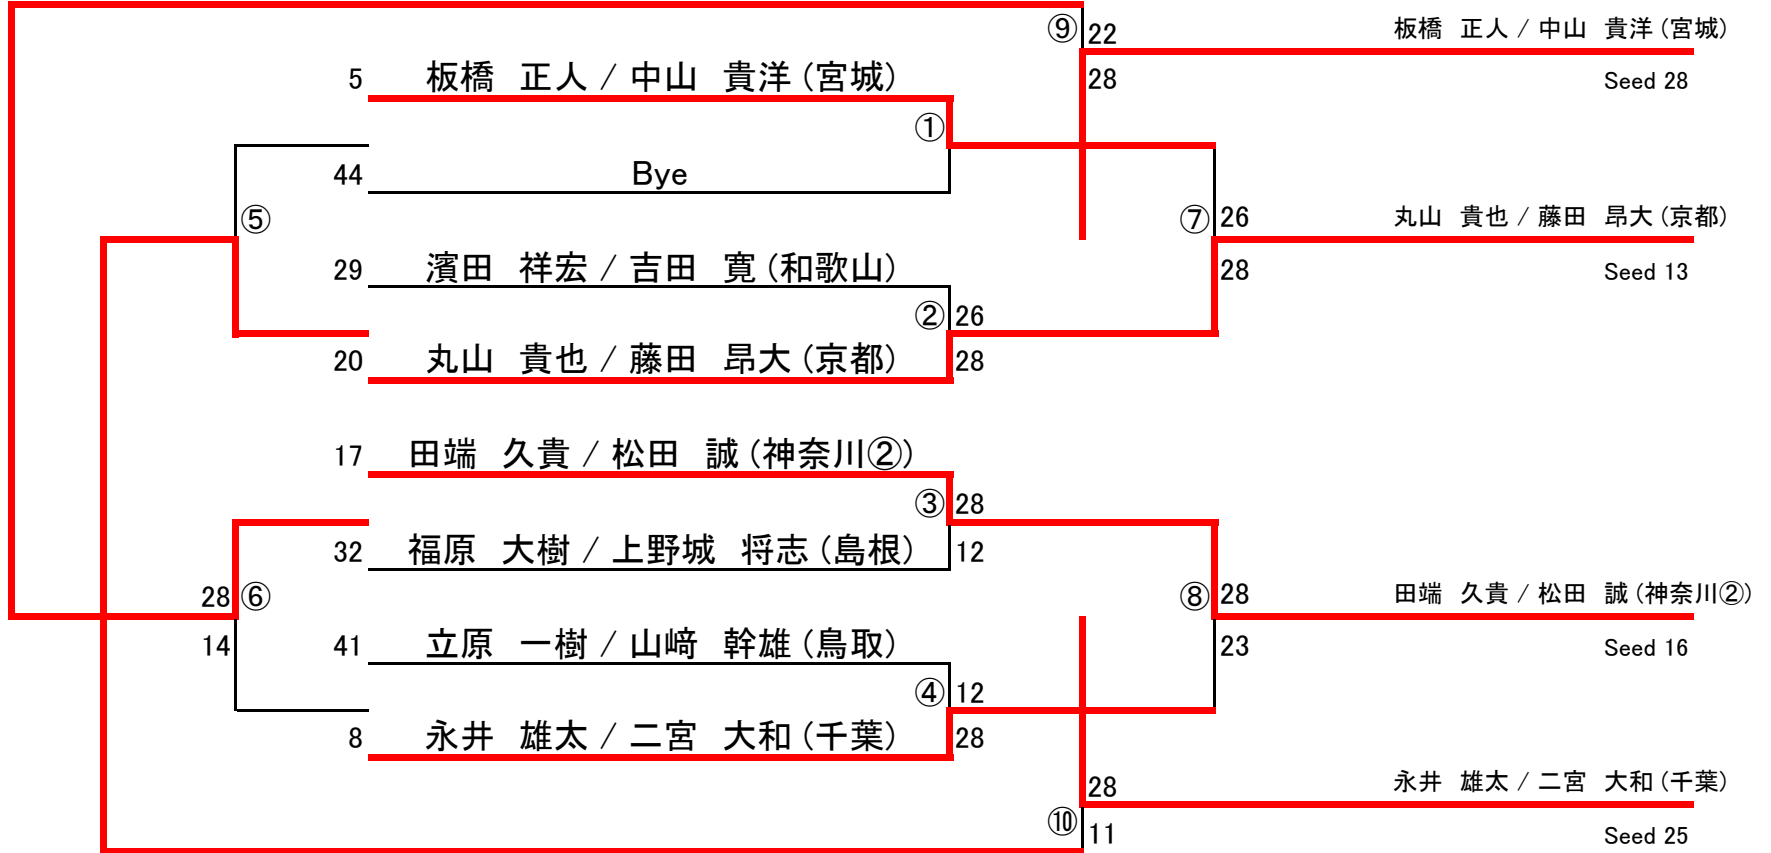 ⑨ 22 板橋　正人 / 中山　貴洋 (宮城)
5 板橋　正人 / 中山　貴洋 (宮城) 28 Seed 28
①
44 Bye
⑤ ⑦ 26 丸山　貴也 / 藤田　昂大 (京都)
29 濱田　祥宏 / 吉田　寛 (和歌山) 28 Seed 13
② 26
20 丸山　貴也 / 藤田　昂大 (京都) 28
17 田端　久貴 / 松田　誠 (神奈川②)
③ 28
32 福原　大樹 / 上野城　将志 (島根) 12
28 ⑥ ⑧ 28 田端　久貴 / 松田　誠 (神奈川②)
14 41 立原　一樹 / 山﨑　幹雄 (鳥取) 23 Seed 16
④ 12
8 永井　雄太 / 二宮　大和 (千葉) 28
28 永井　雄太 / 二宮　大和 (千葉)
⑩ 11 Seed 25